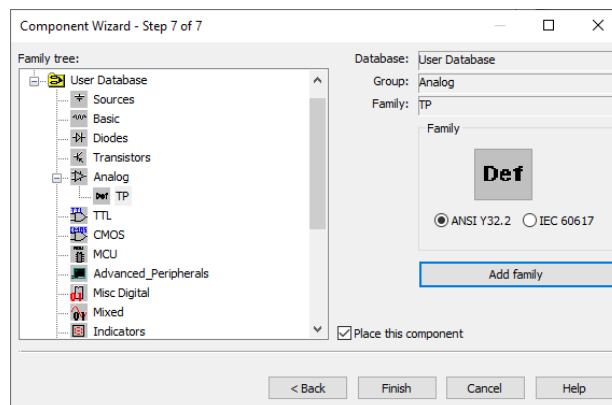 Component Wizard - Step 7 of 7
Family tree:
User Database
Sources
Basic
Diodes
Transistors
Analog
Def TP
TTL
TTL
CMOS
CMOS
MCU
Advanced_Peripherals
Misc Digital
Mixed
Indicators
Database: User Database
Group: Analog
Family: TP
Family
Def
ANSI Y32.2 IEC 60617
Add family
Place this component
< Back Finish Cancel Help